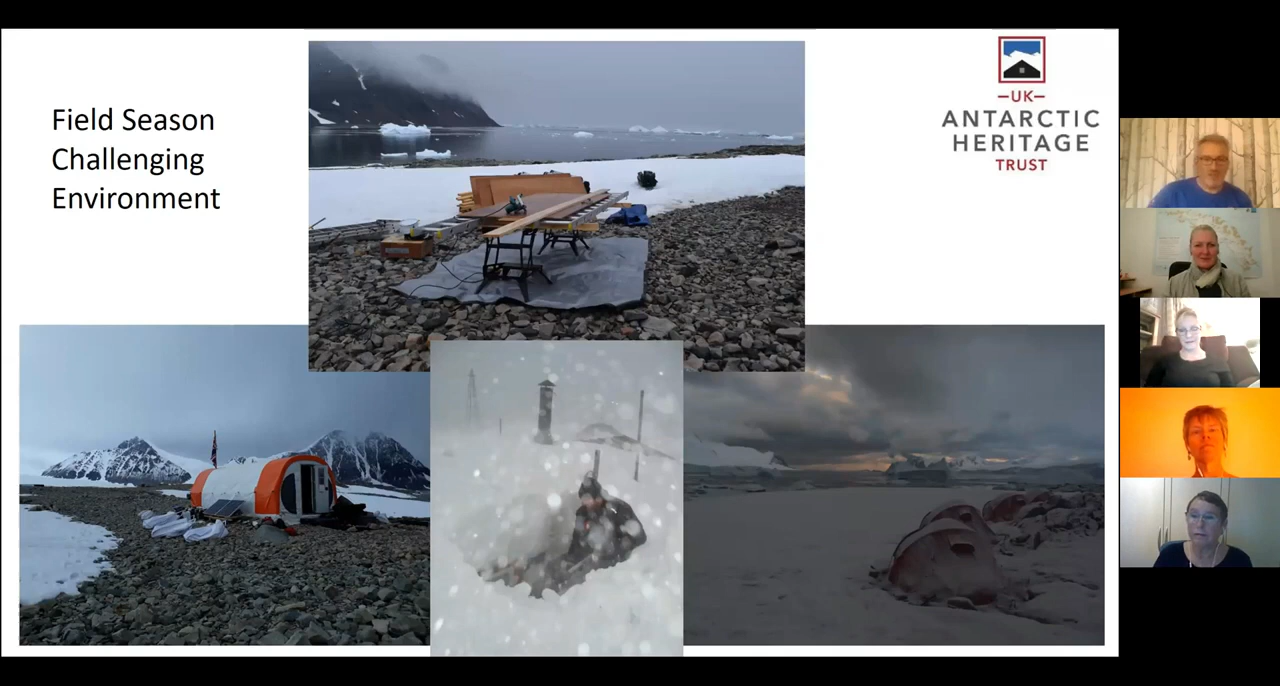 Field Season
Challenging
Environment
UK
ANTARCTIC
HERITAGE
TRUST